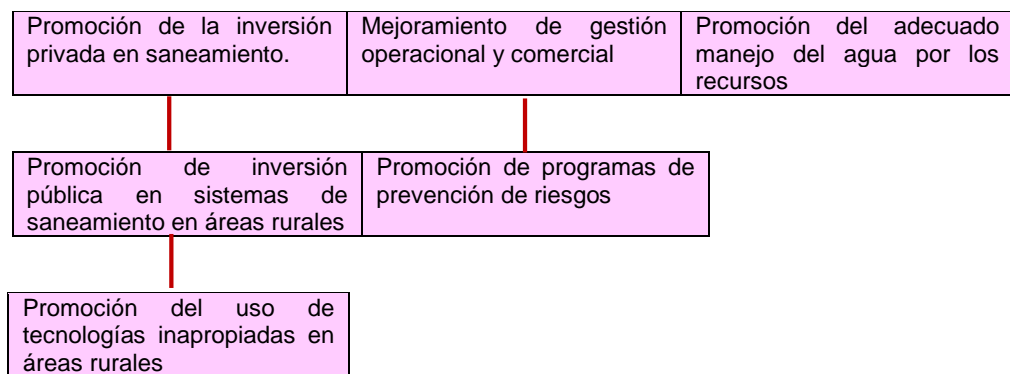 Promoción de la inversión
privada en saneamiento.
Mejoramiento de gestión
operacional y comercial
Promoción del adecuado
manejo del agua por los
recursos
Promoción de inversión
pública en sistemas de
saneamiento en áreas rurales
Promoción de programas de
prevención de riesgos
Promoción del uso de
tecnologías inapropiadas en
áreas rurales